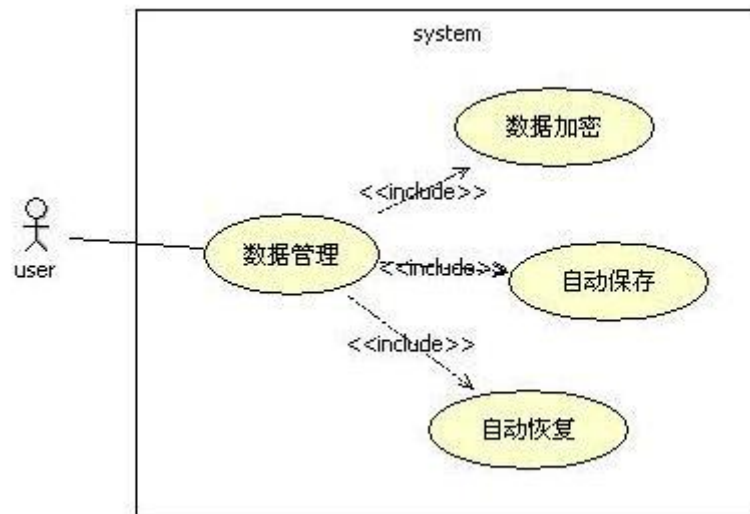 system
数据加密
<<include>>
user
数据管理
<<include>>
自动保存
<<include>>
自动恢复